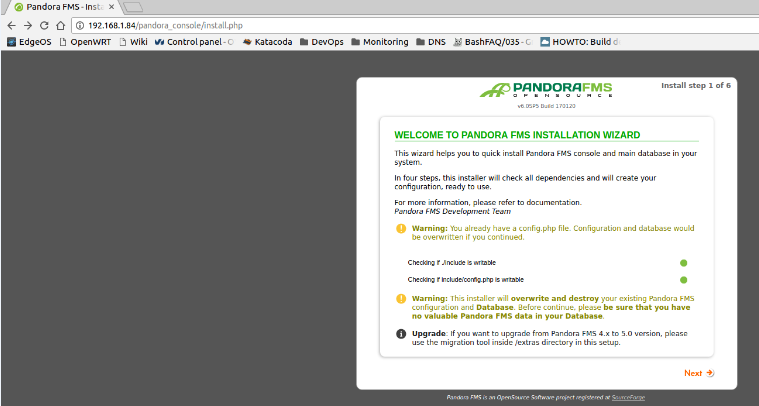 Pandora FMS - Inst
192.168.1.84/pandora_console/install.php
EdgeOS OpenWRT Wiki Control panel - C Katacoda DevOps Monitoring DNS BashFAQ/035 - G HOWTO: Build d
PANDORAFMS
OPENSOURCE
Install step 1 of 6
v6.0SP5 Build 170120
WELCOME TO PANDORA FMS INSTALLATION WIZARD
This wizard helps you to quick install Pandora FMS console and main database in your
system.
In four steps, this installer will check all dependencies and will create your
configuration, ready to use.
For more information, please refer to documentation.
Pandora FMS Development Team
Warning: You already have a config.php file. Configuration and database would
be overwritten if you continued.
Checking if ./include is writable
Checking if include/config.php is writable
Warning: This installer will overwrite and destroy your existing Pandora FMS
configuration and Database. Before continue, please be sure that you have
no valuable Pandora FMS data in your Database.
Upgrade: If you want to upgrade from Pandora FMS 4.x to 5.0 version, please
use the migration tool inside /extras directory in this setup.
Next
Pandora FMS is an OpenSource Software project registered at SourceForge